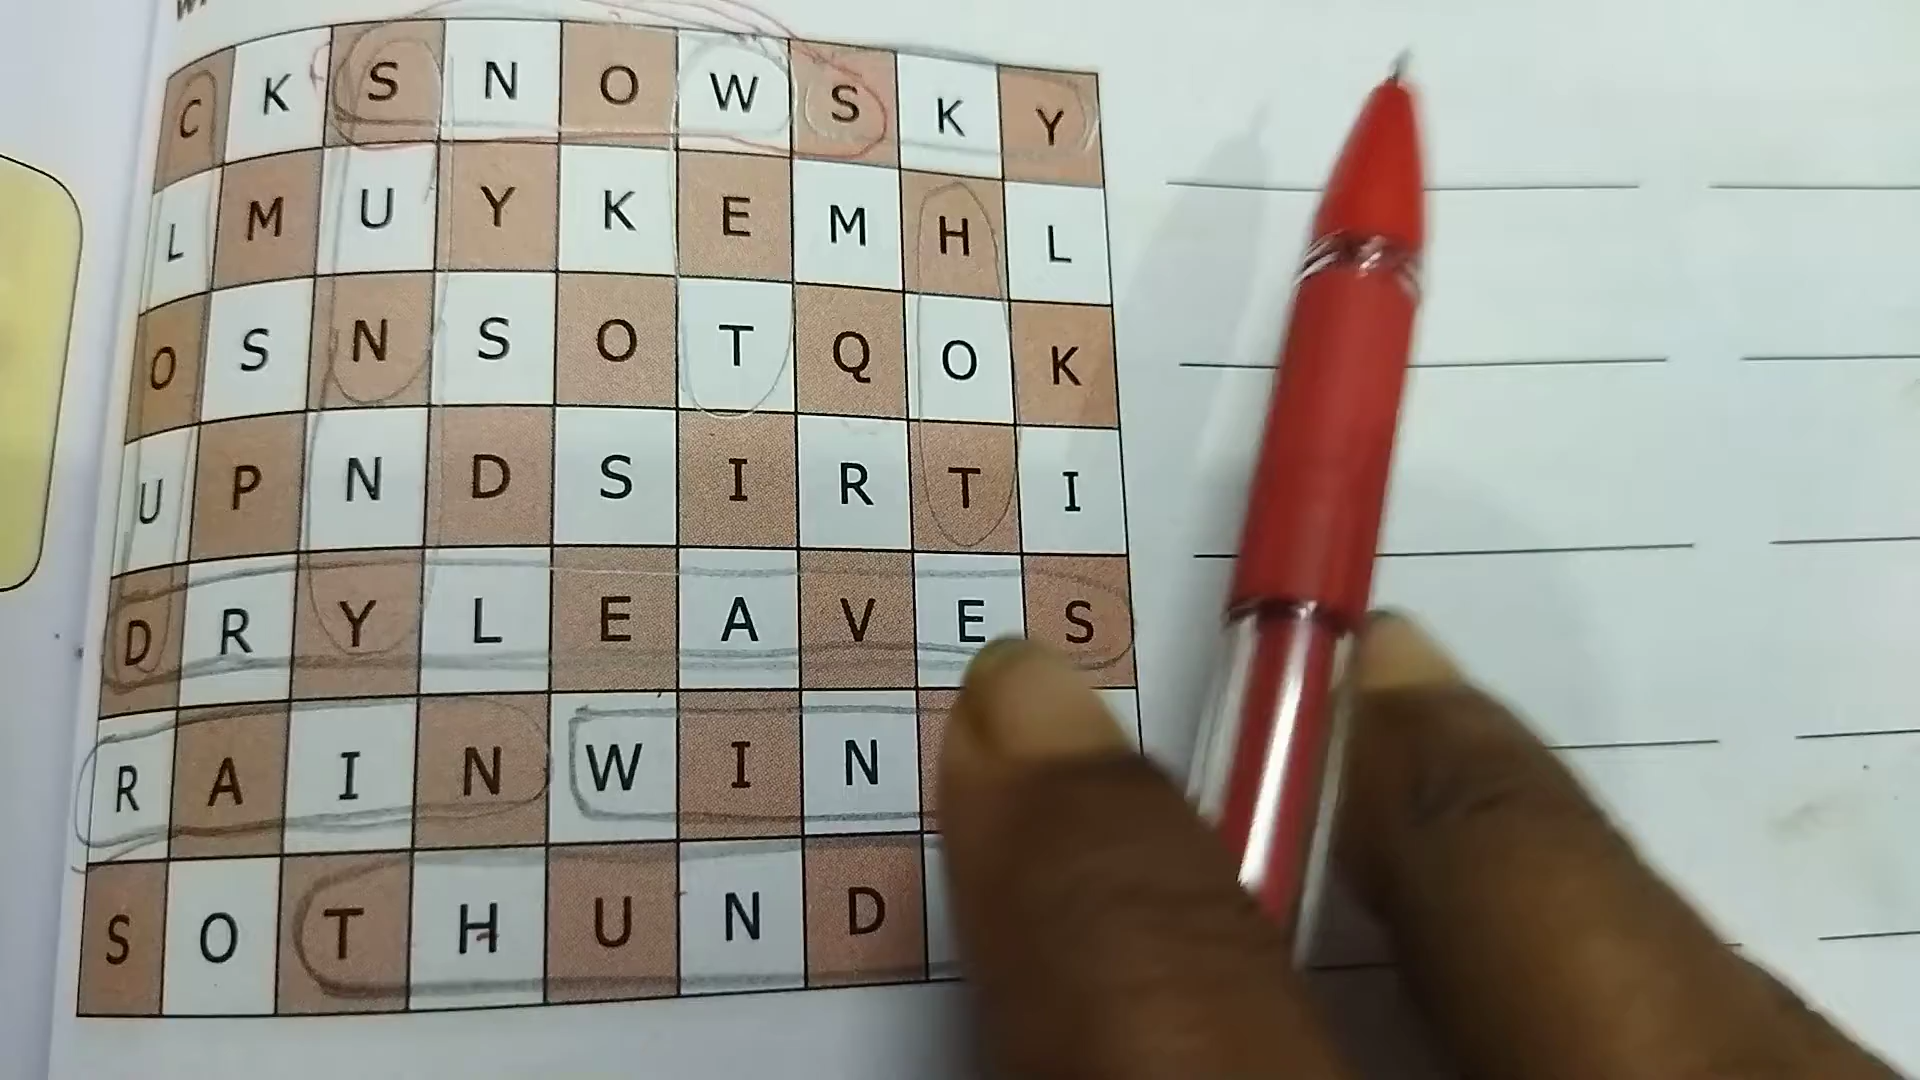 C K S N O W S K Y
L M U Y K E M H L
O S N S O T Q O K
U P N D S I R T I
D R Y L E A V E S
R A I N W I N
S O T H U N D